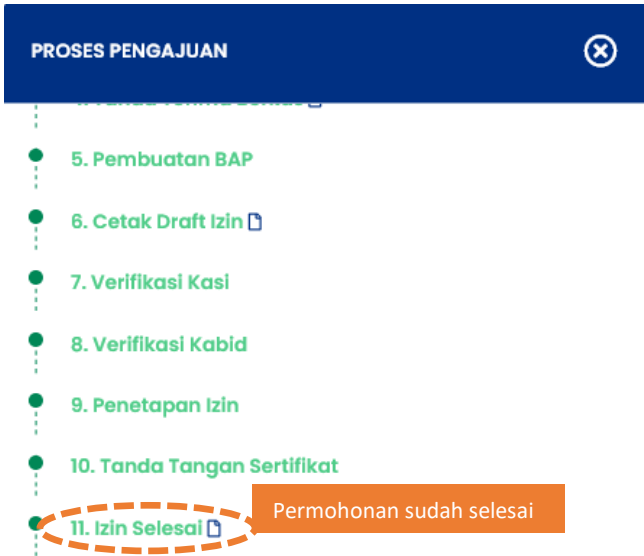 PROSES PENGAJUAN
5. Pembuatan BAP
6. Cetak Draft Izin
7. Verifikasi Kasi
8. Verifikasi Kabid
9. Penetapan Izin
10. Tanda Tangan Sertifikat
11. Izin Selesai
Permohonan sudah selesai